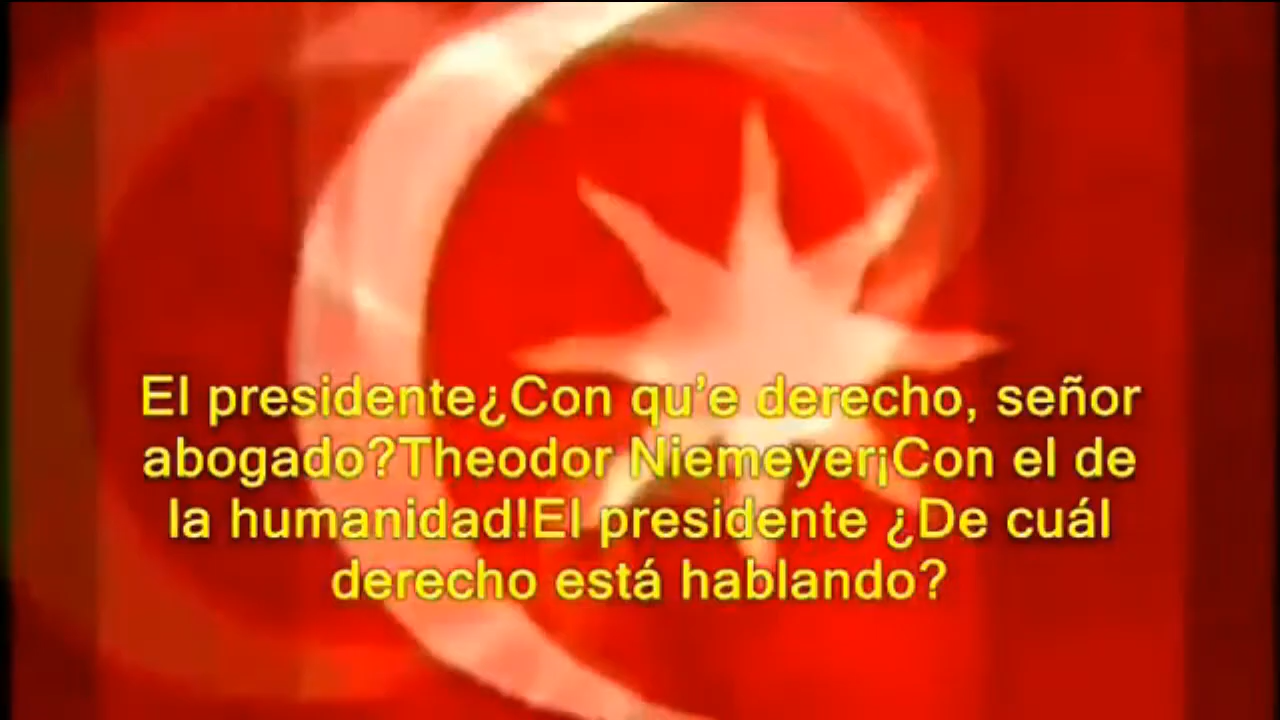 El presidente¿Con qu’e derecho, señor
abogado?Theodor Niemeyer¡Con el de
la humanidad!El presidente ¿De cuál
derecho está hablando?